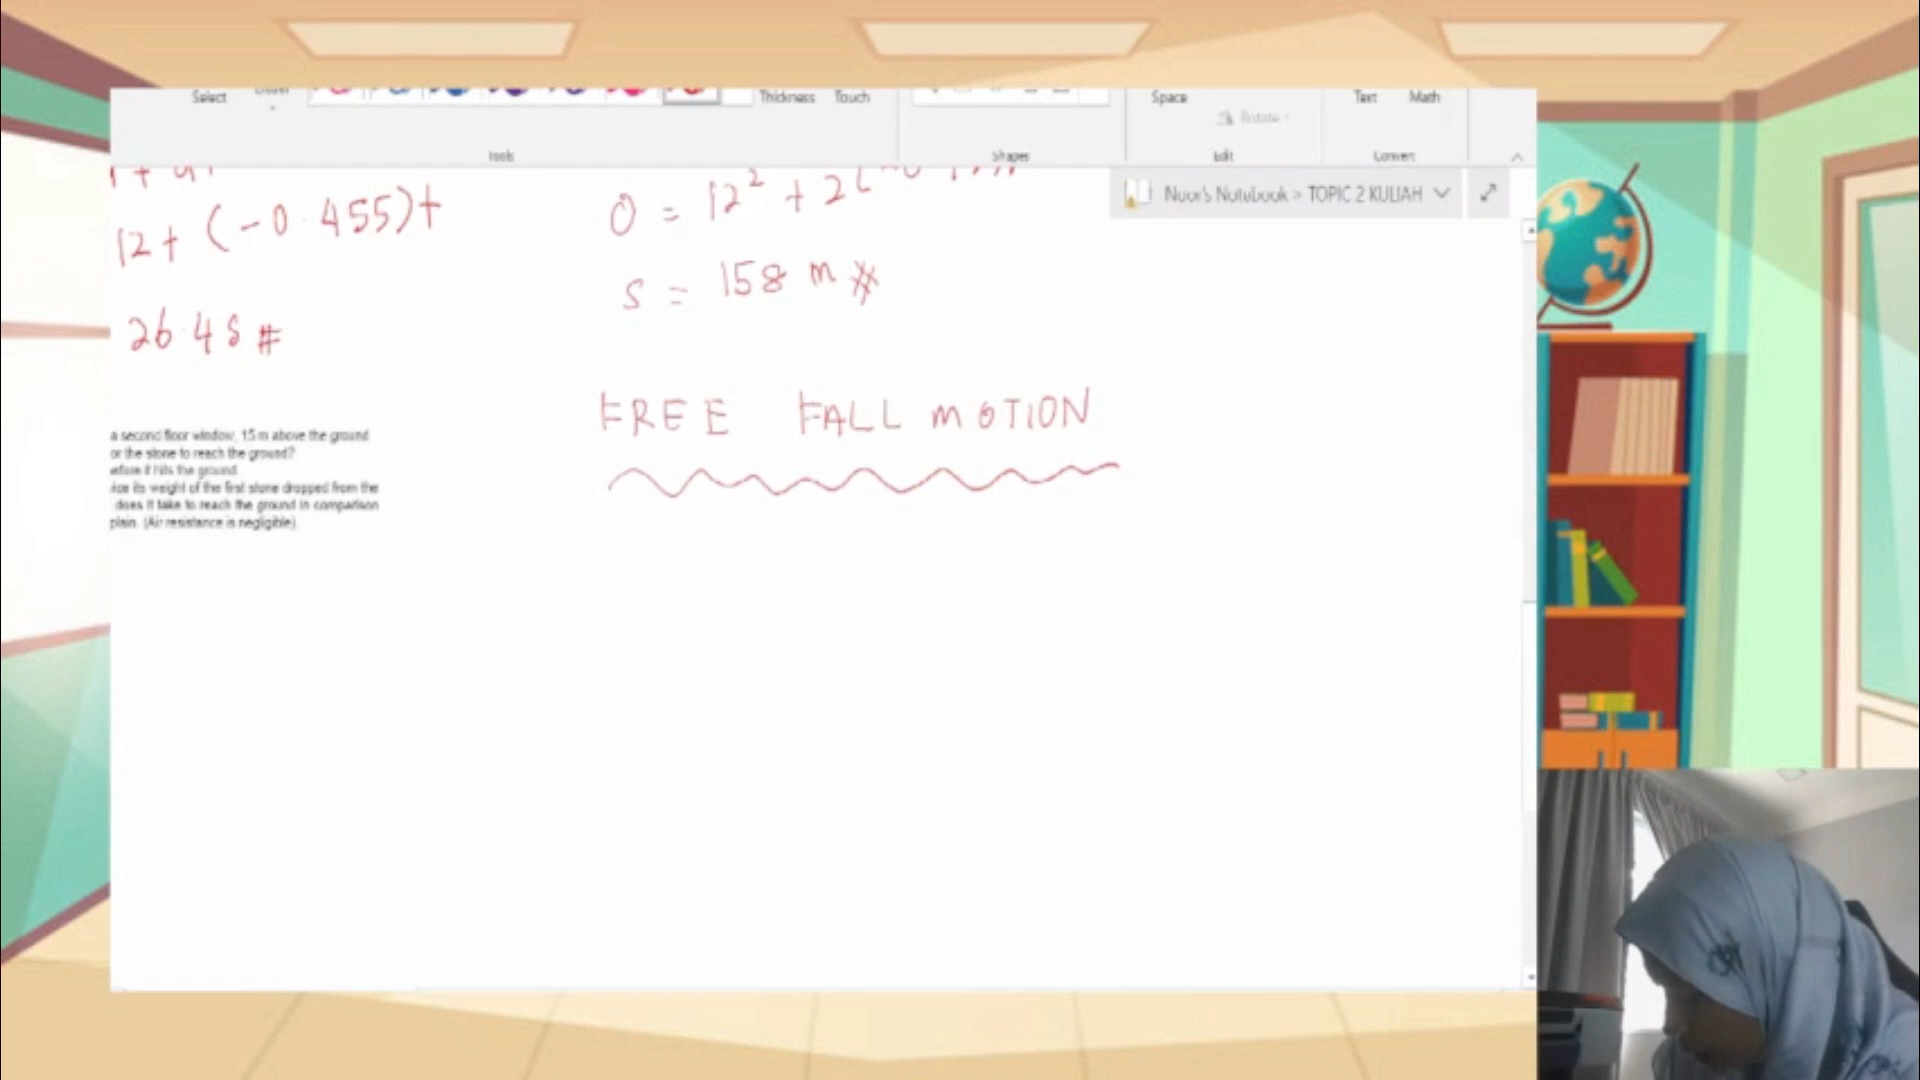 Select
Thickness Touch
Space
Text Math
Rotate
Tools
Shapes
Edit
Convert
Noor's Notebook > TOPIC 2 KULIAH
12 + (-0.455)t
26.4 s #
0 = 12² + 2(
s = 158 m #
FREE FALL MOTION
a second floor window, 15 m above the ground
or the stone to reach the ground?
efore it hits the ground.
ice its weight of the first stone dropped from the
does it take to reach the ground in comparison
plain. (Air resistance is negligible).